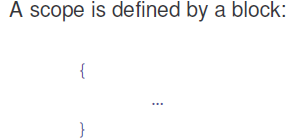 A scope is defined by a block:
{
...
}